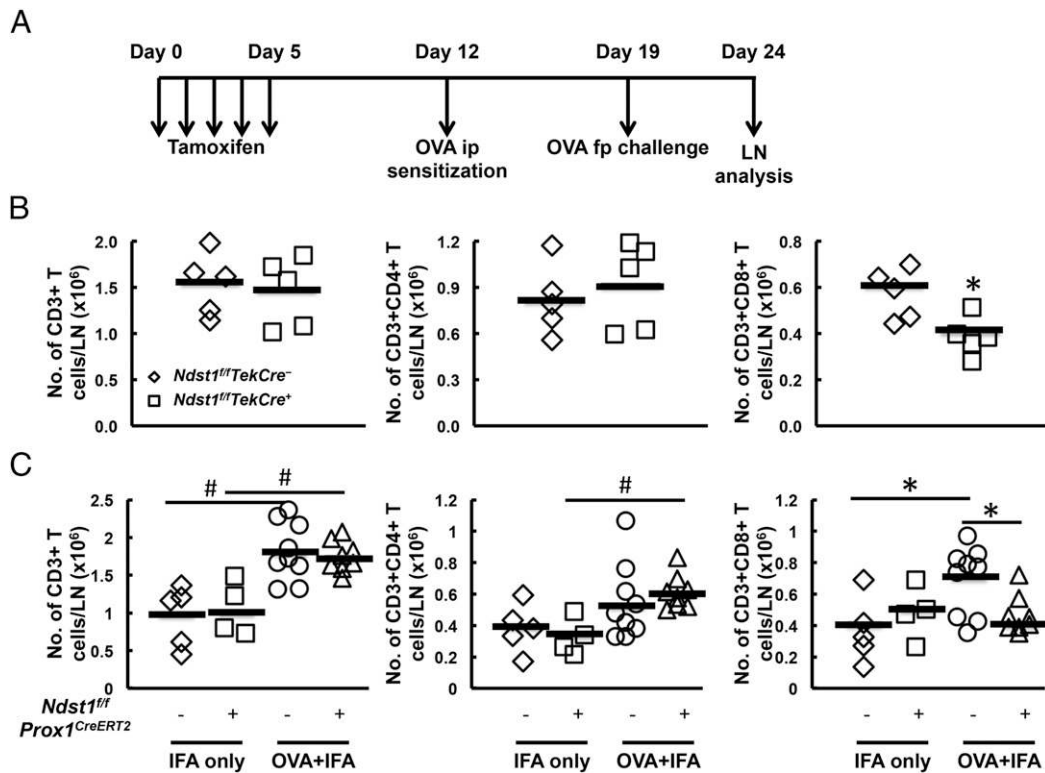 A
Day 0 Day 5 Day 12 Day 19 Day 24
Tamoxifen OVA ip sensitization OVA fp challenge LN analysis
B
No. of CD3+ T
cells/LN (x10⁶)
2.0
1.5
1.0
1.5
0.0
Ndst1f/fTekCre⁻
Ndst1f/fTekCre⁺
No. of CD3+CD4+ T
cells/LN (x10⁶)
1.2
0.9
0.6
0.3
0.0
No. of CD3+CD8+ T
cells/LN (x10⁶)
0.8
0.6
0.4
0.2
0.0
*
C
No. of CD3+ T
cells/LN (x10⁶)
2.5
2
1.5
1
0.5
0
# #
No. of CD3+CD4+ T
cells/LN (x10⁶)
1.2
1
0.8
0.6
0.4
0.2
0
#
No. of CD3+CD8+ T
cells/LN (x10⁶)
1.2
1
0.8
0.6
0.4
0.2
0
* *
Ndst1f/f
Prox1CreERT2
- + - + - + - + - + - +
IFA only OVA+IFA IFA only OVA+IFA IFA only OVA+IFA